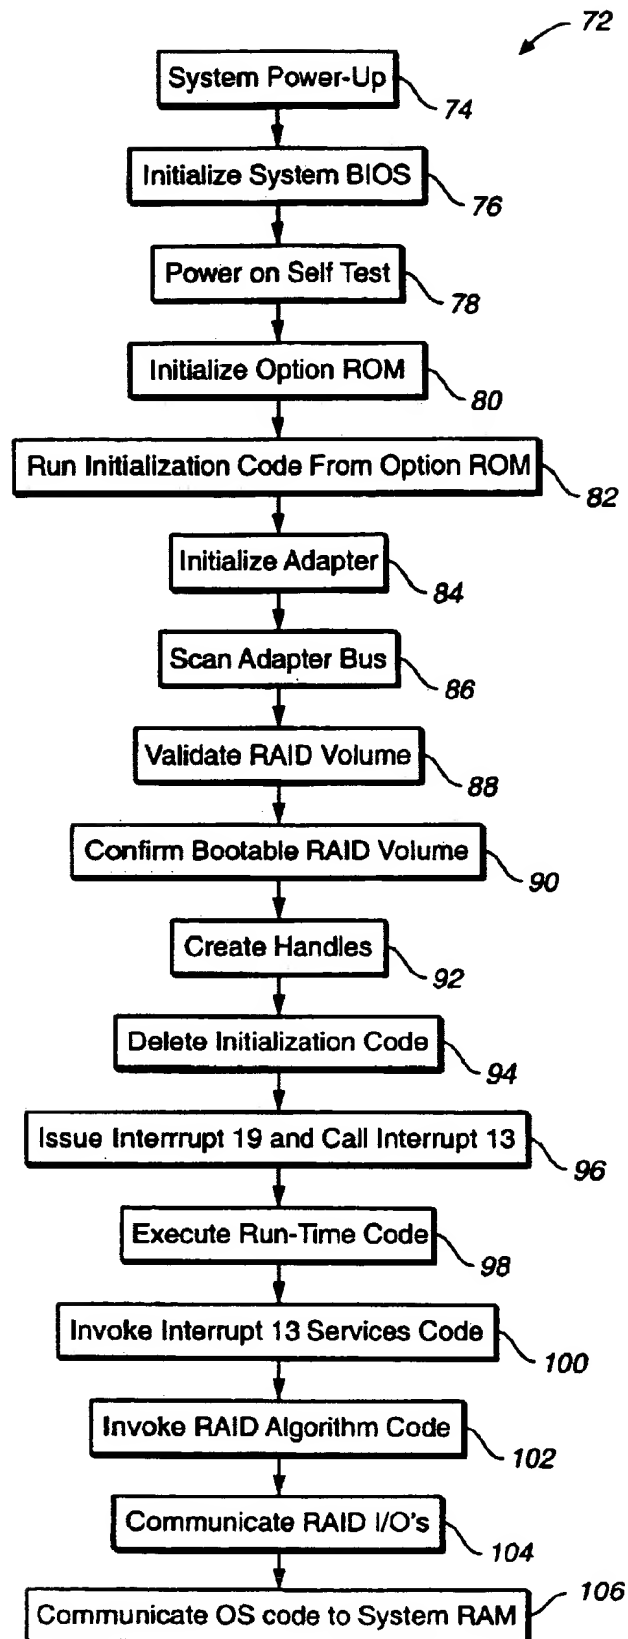 72
System Power-Up
74
Initialize System BIOS
76
Power on Self Test
78
Initialize Option ROM
80
Run Initialization Code From Option ROM
82
Initialize Adapter
84
Scan Adapter Bus
86
Validate RAID Volume
88
Confirm Bootable RAID Volume
90
Create Handles
92
Delete Initialization Code
94
Issue Interrrupt 19 and Call Interrupt 13
96
Execute Run-Time Code
98
Invoke Interrupt 13 Services Code
100
Invoke RAID Algorithm Code
102
Communicate RAID I/O's
104
Communicate OS code to System RAM
106